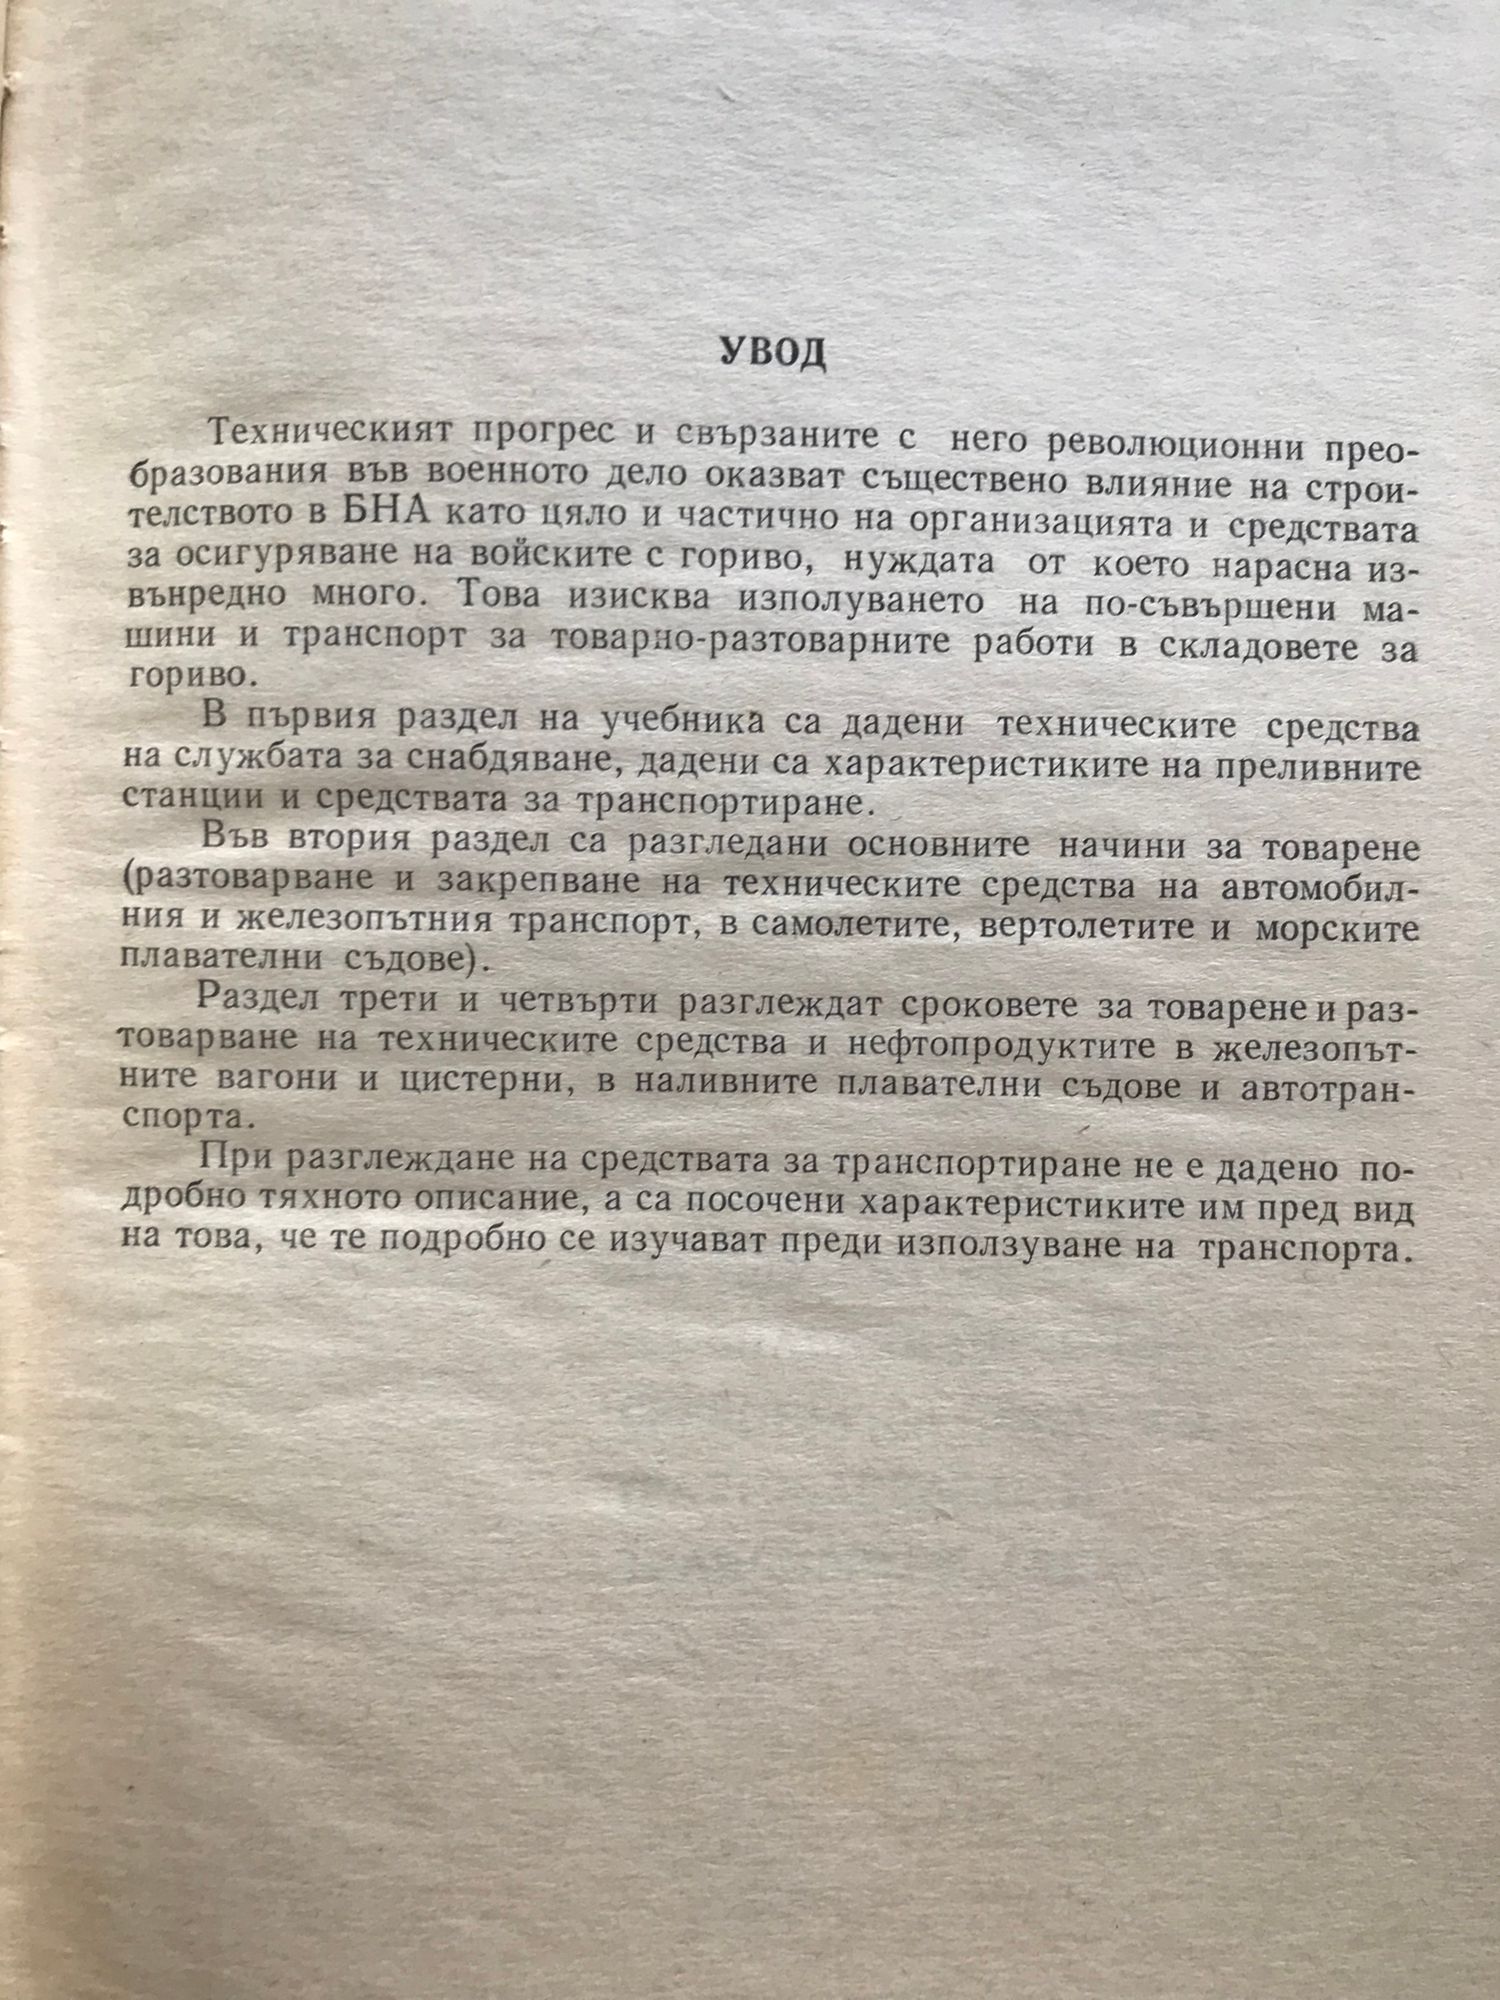 УВОД
Техническият прогрес и свързаните с него революционни прео-
бразования във военното дело оказват съществено влияние на строи-
телството в БНА като цяло и частично на организацията и средствата
за осигуряване на войските с гориво, нуждата от което нарасна из-
вънредно много. Това изисква изполуването на по-съвършени ма-
шини и транспорт за товарно-разтоварните работи в складовете за
гориво.
В първия раздел на учебника са дадени техническите средства
на службата за снабдяване, дадени са характеристиките на преливните
станции и средствата за транспортиране.
Във втория раздел са разгледани основните начини за товарене
(разтоварване и закрепване на техническите средства на автомобил-
ния и железопътния транспорт, в самолетите, вертолетите и морските
плавателни съдове).
Раздел трети и четвърти разглеждат сроковете за товарене и раз-
товарване на техническите средства и нефтопродуктите в железопът-
ните вагони и цистерни, в наливните плавателни съдове и автотран-
спорта.
При разглеждане на средствата за транспортиране не е дадено по-
дробно тяхното описание, а са посочени характеристиките им пред вид
на това, че те подробно се изучават преди използуване на транспорта.